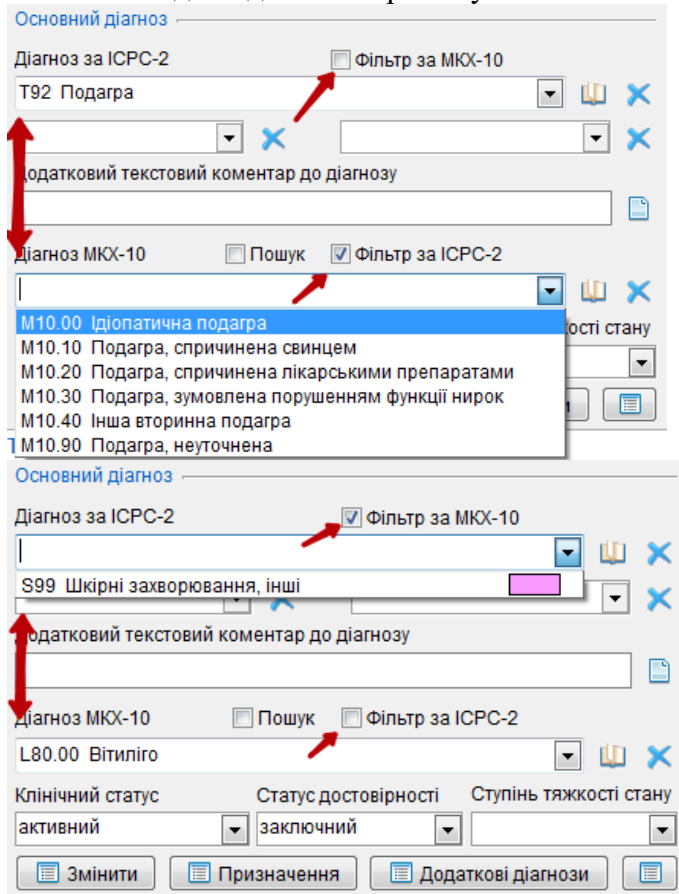 Основний діагноз
Діагноз за ICPC-2 Фільтр за МКХ-10
T92 Подагра
одатковий текстовий коментар до діагнозу
Діагноз МКХ-10 Пошук Фільтр за ICPC-2
M10.00 Ідіопатична подагра
M10.10 Подагра, спричинена свинцем
M10.20 Подагра, спричинена лікарськими препаратами
M10.30 Подагра, зумовлена порушенням функції нирок
M10.40 Інша вторинна подагра
M10.90 Подагра, неуточнена
ості стану
Основний діагноз
Діагноз за ICPC-2 Фільтр за МКХ-10
S99 Шкірні захворювання, інші
одатковий текстовий коментар до діагнозу
Діагноз МКХ-10 Пошук Фільтр за ICPC-2
L80.00 Вітиліго
Клінічний статус Статус достовірності Ступінь тяжкості стану
активний заключний
Змінити Призначення Додаткові діагнози